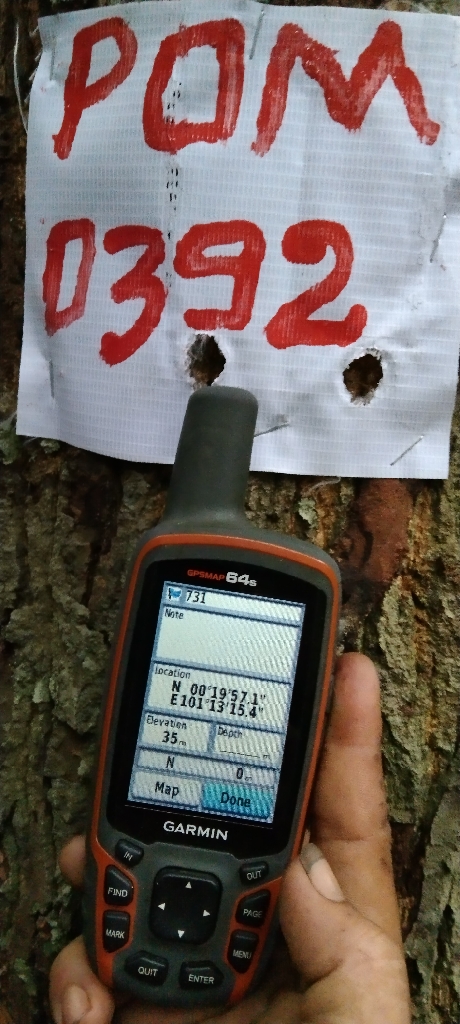 POM
0392
GPSMAP 64s
731
Note
Location
N 00°19'57.1"
E101°13'15.4"
Elevation
35m
Depth
N
0m
Map
Done
GARMIN
IN
OUT
FIND
PAGE
MARK
MENU
QUIT
ENTER